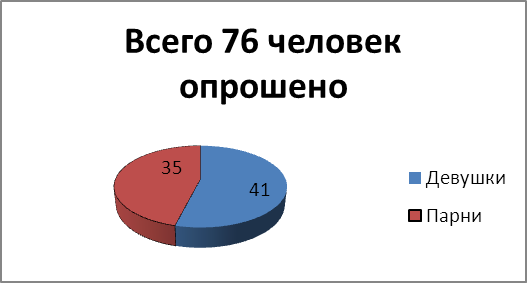 Всего 76 человек
опрошено
35
41
Девушки
Парни